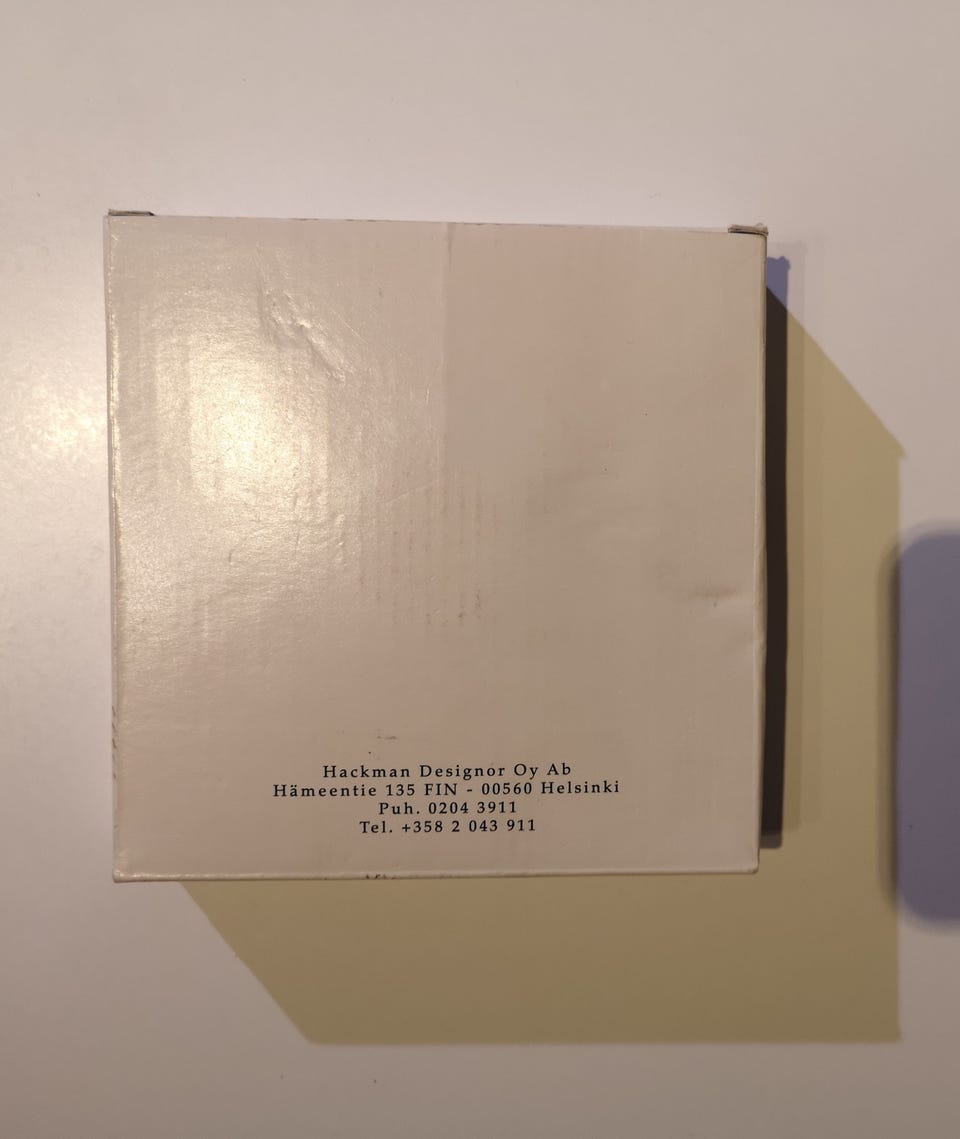 Hackman Designor Oy Ab
Hämeentie 135 FIN - 00560 Helsinki
Puh. 0204 3911
Tel. +358 2 043 911